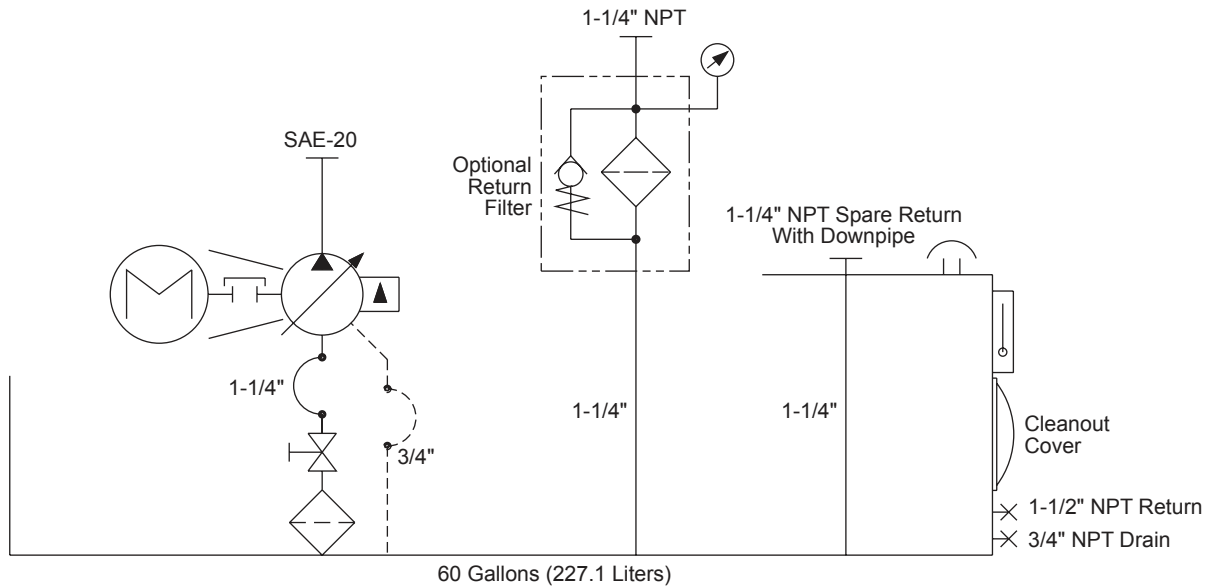 1-1/4" NPT
SAE-20
Optional
Return
Filter
1-1/4" NPT Spare Return
With Downpipe
M
1-1/4"
3/4"
1-1/4"
1-1/4"
Cleanout
Cover
1-1/2" NPT Return
3/4" NPT Drain
60 Gallons (227.1 Liters)